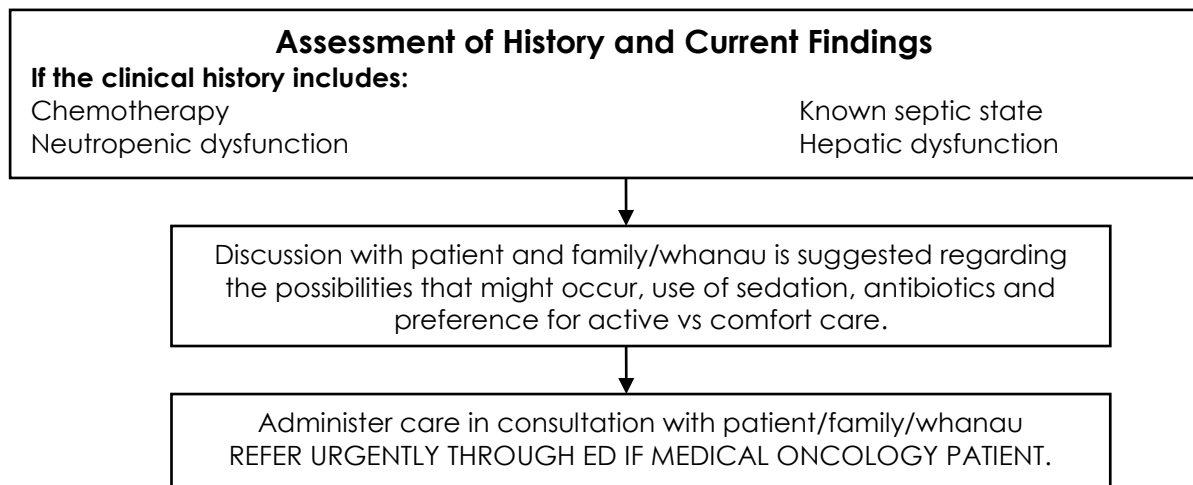 Assessment of History and Current Findings
If the clinical history includes:
Chemotherapy Known septic state
Neutropenic dysfunction Hepatic dysfunction
Discussion with patient and family/whanau is suggested regarding
the possibilities that might occur, use of sedation, antibiotics and
preference for active vs comfort care.
Administer care in consultation with patient/family/whanau
REFER URGENTLY THROUGH ED IF MEDICAL ONCOLOGY PATIENT.